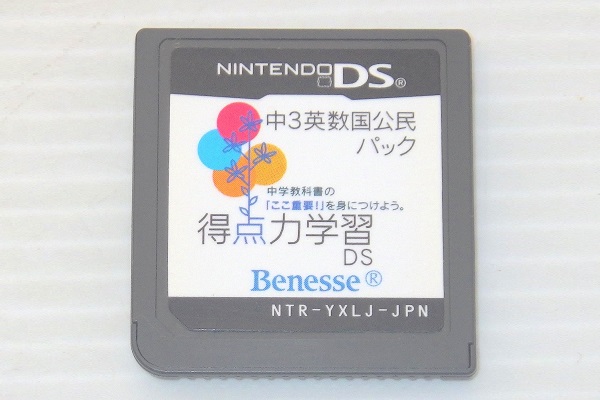 NINTENDO DS®
中3英数国公民
パック
中学教科書の
「ここ重要!」を身につけよう。
得点力学習
DS
Benesse®
NTR-YXLJ-JPN